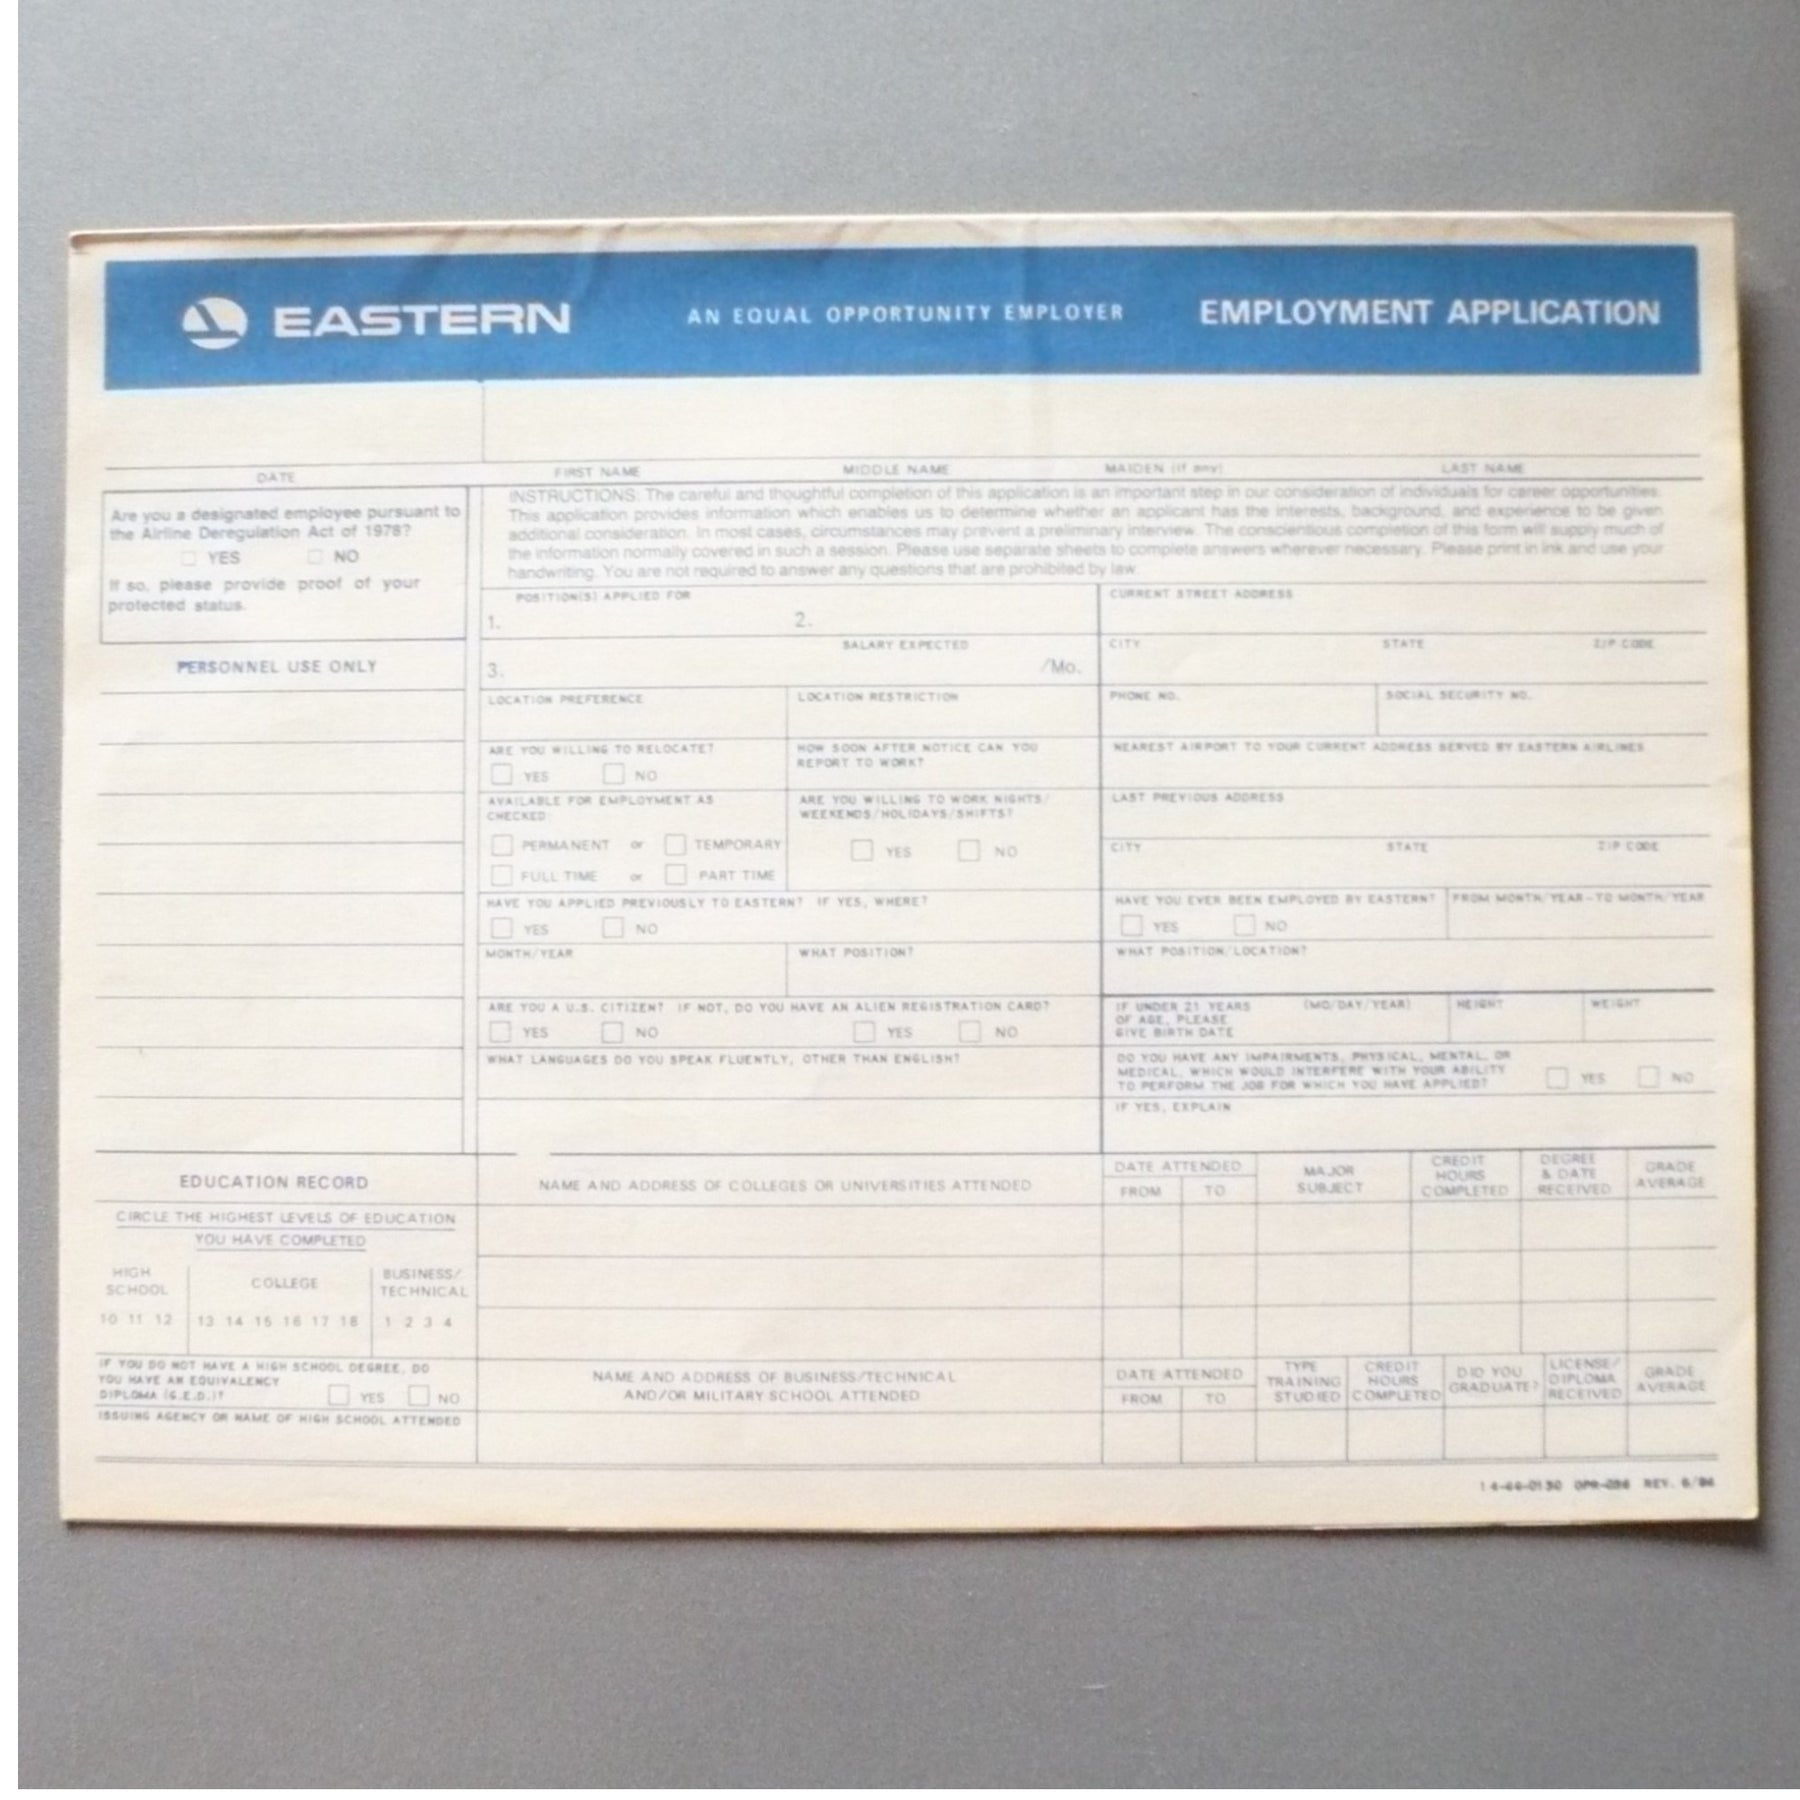 EASTERN AN EQUAL OPPORTUNITY EMPLOYER EMPLOYMENT APPLICATION
DATE FIRST NAME MIDDLE NAME MAIDEN (If any) LAST NAME
Are you a designated employee pursuant to
the Airline Deregulation Act of 1978?
YES NO
If so, please provide proof of your
protected status.
INSTRUCTIONS: The careful and thoughtful completion of this application is an important step in our consideration of individuals for career opportunities.
This application provides information which enables us to determine whether an applicant has the interests, background, and experience to be given
additional consideration. In most cases, circumstances may prevent a preliminary interview. The conscientious completion of this form will supply much of
the information normally covered in such a session. Please use separate sheets to complete answers wherever necessary. Please print in ink and use your
handwriting. You are not required to answer any questions that are prohibited by law.
PERSONNEL USE ONLY
POSITION(S) APPLIED FOR
1. 2.
SALARY EXPECTED
3. /Mo.
LOCATION PREFERENCE LOCATION RESTRICTION
ARE YOU WILLING TO RELOCATE?
YES NO
HOW SOON AFTER NOTICE CAN YOU
REPORT TO WORK?
AVAILABLE FOR EMPLOYMENT AS
CHECKED:
PERMANENT or TEMPORARY
FULL TIME or PART TIME
ARE YOU WILLING TO WORK NIGHTS/
WEEKENDS/HOLIDAYS/SHIFTS?
YES NO
HAVE YOU APPLIED PREVIOUSLY TO EASTERN? IF YES, WHERE?
YES NO
MONTH/YEAR WHAT POSITION?
ARE YOU A U.S. CITIZEN? IF NOT, DO YOU HAVE AN ALIEN REGISTRATION CARD?
YES NO YES NO
WHAT LANGUAGES DO YOU SPEAK FLUENTLY, OTHER THAN ENGLISH?
CURRENT STREET ADDRESS
CITY STATE ZIP CODE
PHONE NO. SOCIAL SECURITY NO.
NEAREST AIRPORT TO YOUR CURRENT ADDRESS SERVED BY EASTERN AIRLINES
LAST PREVIOUS ADDRESS
CITY STATE ZIP CODE
HAVE YOU EVER BEEN EMPLOYED BY EASTERN? FROM MONTH/YEAR-TO MONTH/YEAR
YES NO
WHAT POSITION/LOCATION?
IF UNDER 21 YEARS (MO/DAY/YEAR) HEIGHT WEIGHT
OF AGE, PLEASE
GIVE BIRTH DATE
DO YOU HAVE ANY IMPAIRMENTS, PHYSICAL, MENTAL, OR
MEDICAL, WHICH WOULD INTERFERE WITH YOUR ABILITY
TO PERFORM THE JOB FOR WHICH YOU HAVE APPLIED? YES NO
IF YES, EXPLAIN
EDUCATION RECORD
CIRCLE THE HIGHEST LEVELS OF EDUCATION
YOU HAVE COMPLETED
HIGH
SCHOOL
COLLEGE
BUSINESS/
TECHNICAL
10 11 12 13 14 15 16 17 18 1 2 3 4
IF YOU DO NOT HAVE A HIGH SCHOOL DEGREE, DO
YOU HAVE AN EQUIVALENCY
DIPLOMA (G.E.D.)? YES NO
ISSUING AGENCY OR NAME OF HIGH SCHOOL ATTENDED
NAME AND ADDRESS OF COLLEGES OR UNIVERSITIES ATTENDED
DATE ATTENDED
FROM TO
MAJOR
SUBJECT
CREDIT
HOURS
COMPLETED
DEGREE
& DATE
RECEIVED
GRADE
AVERAGE
NAME AND ADDRESS OF BUSINESS/TECHNICAL
AND/OR MILITARY SCHOOL ATTENDED
DATE ATTENDED
FROM TO
TYPE
TRAINING
STUDIED
CREDIT
HOURS
COMPLETED
DID YOU
GRADUATE?
LICENSE/
DIPLOMA
RECEIVED
GRADE
AVERAGE
REV.